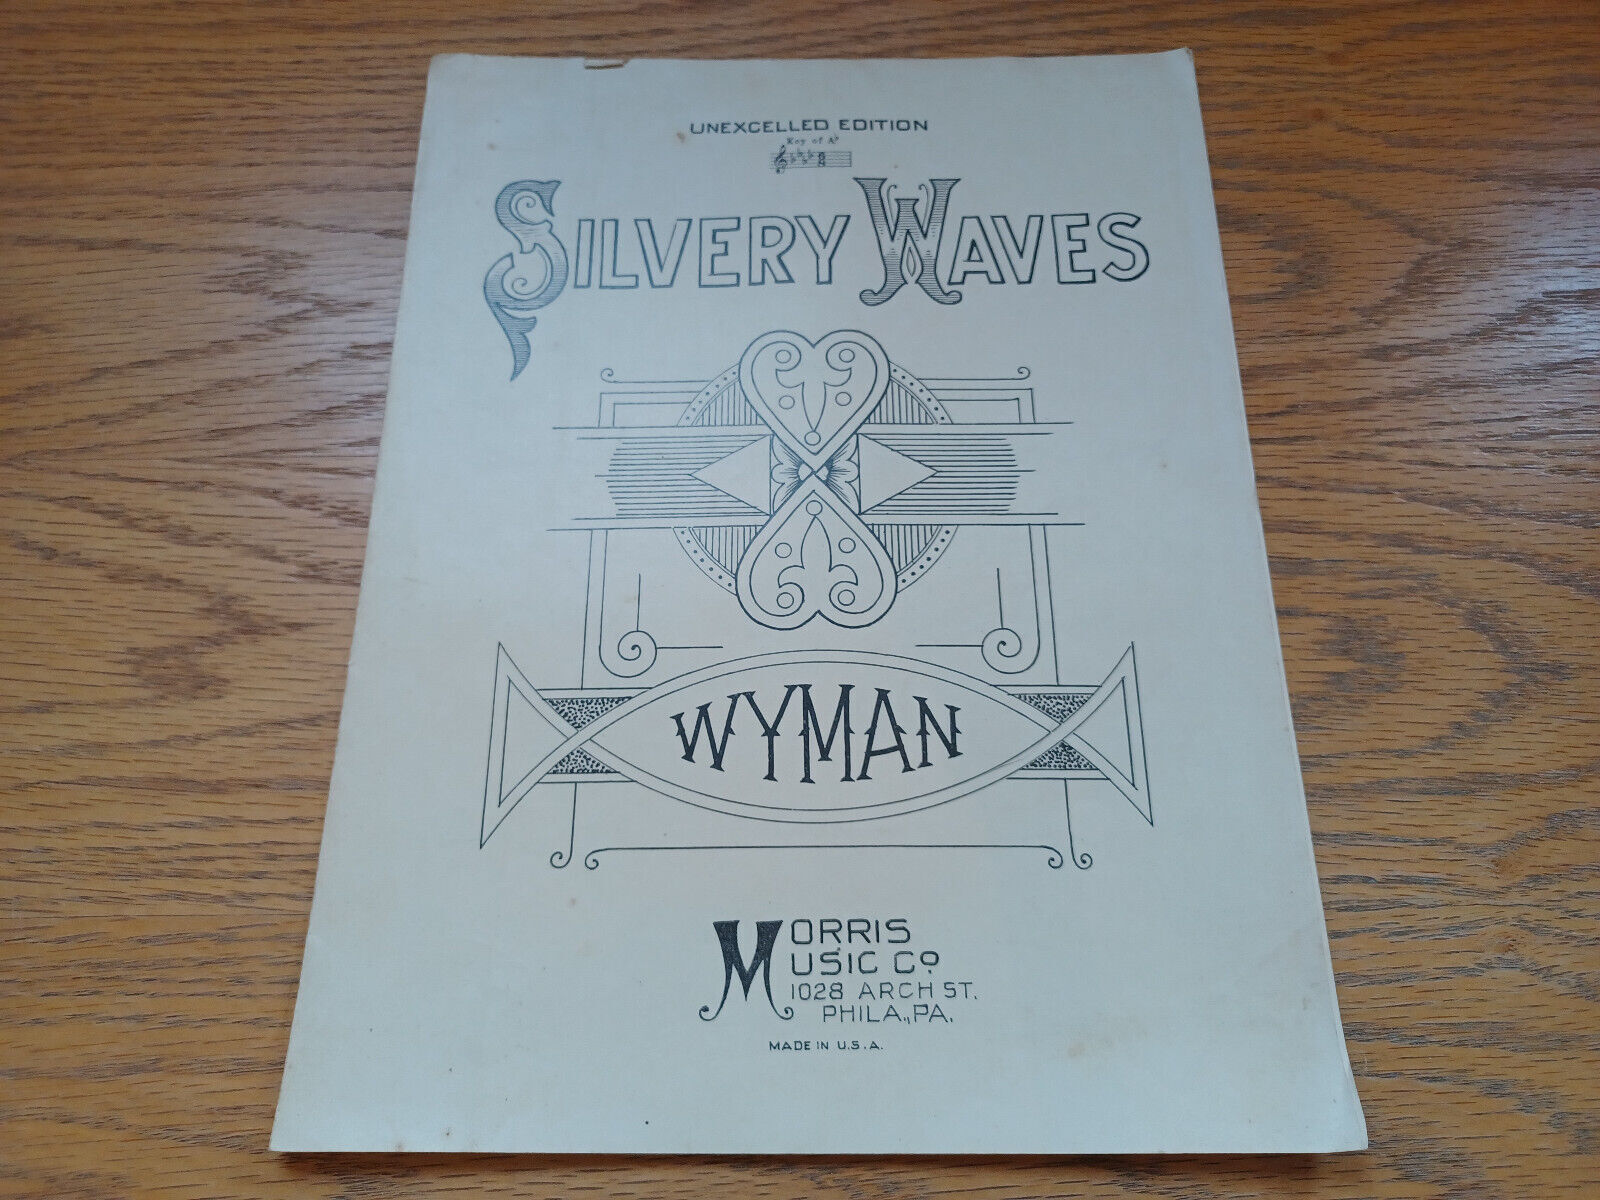 UNEXCELLED EDITION
Key of A♭
SILVERY WAVES
WYMAN
MORRIS
MUSIC CO.
1028 ARCH ST.
PHILA., PA.
MADE IN U.S.A.